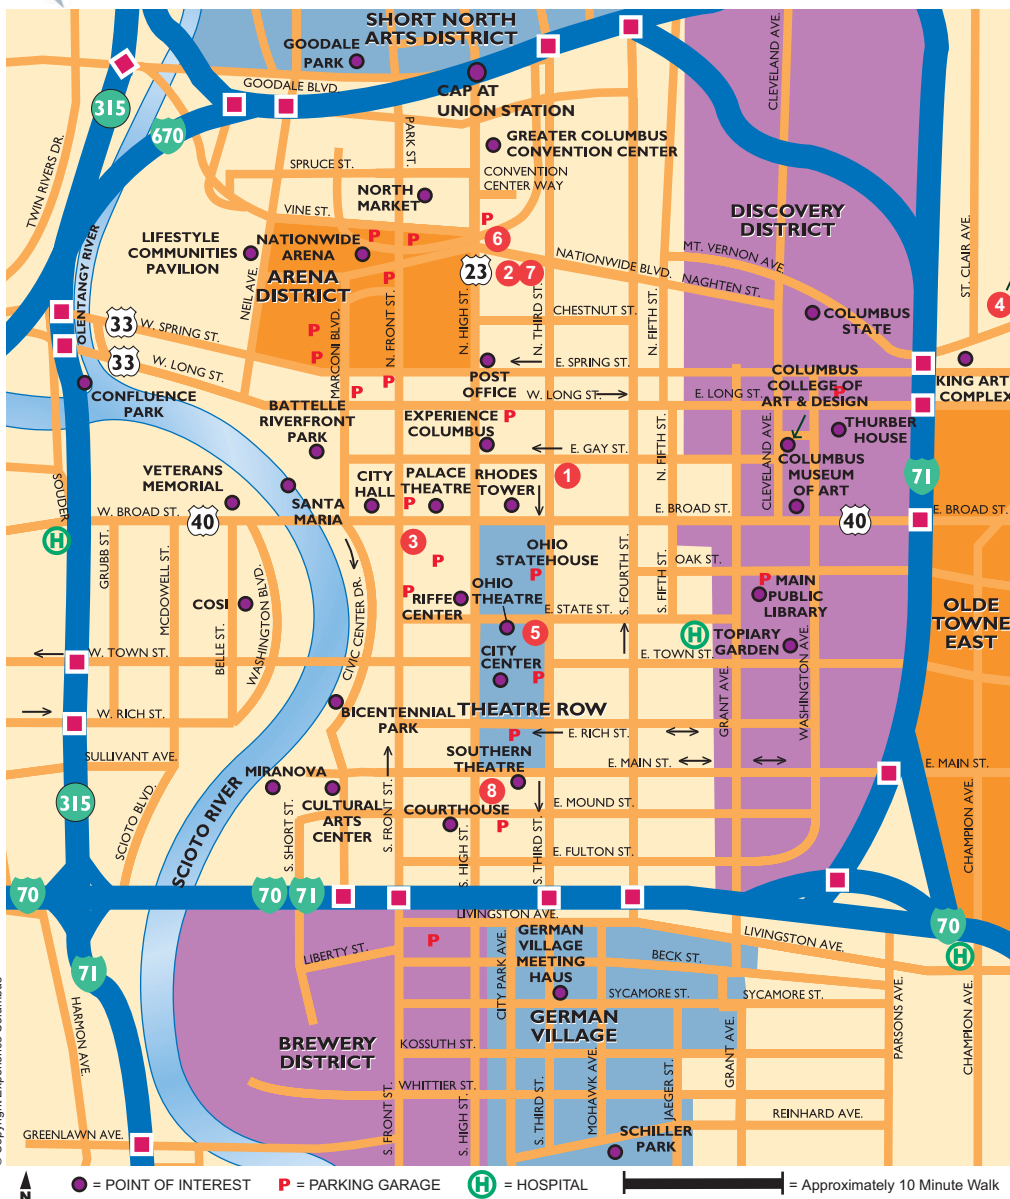 SHORT NORTH
ARTS DISTRICT
GOODALE
PARK
GOODALE BLVD.
CAP AT
UNION STATION
CLEVELAND AVE.
315
670
TWIN RIVERS DR.
PARK ST.
GREATER COLUMBUS
CONVENTION CENTER
SPRUCE ST.
CONVENTION
CENTER WAY
NORTH
MARKET
VINE ST.
P
DISCOVERY
DISTRICT
OLENTANGY RIVER
LIFESTYLE
COMMUNITIES
PAVILION
NATIONWIDE
ARENA
P
P
6
ARENA
DISTRICT
NEIL AVE.
P
23
2
7
NATIONWIDE BLVD.
MT. VERNON AVE.
NAGHTEN ST.
ST. CLAIR AVE.
4
33
W. SPRING ST.
MARCONI BLVD.
N. FRONT ST.
N. HIGH ST.
N. THIRD ST.
CHESTNUT ST.
N. FIFTH ST.
COLUMBUS
STATE
P
P
33
W. LONG ST.
E. SPRING ST.
POST
OFFICE
COLUMBUS
COLLEGE OF
ART & DESIGN
KING ART
COMPLEX
CONFLUENCE
PARK
P
P
W. LONG ST.
E. LONG ST.
P
BATTELLE
RIVERFRONT
PARK
EXPERIENCE
COLUMBUS
P
THURBER
HOUSE
E. GAY ST.
N. FIFTH ST.
CLEVELAND AVE.
COLUMBUS
MUSEUM
OF ART
VETERANS
MEMORIAL
SANTA
MARIA
CITY
HALL
PALACE
THEATRE
RHODES
TOWER
1
71
SOUDER
P
W. BROAD ST.
40
E. BROAD ST.
40
E. BROAD ST.
H
3
P
OHIO
STATEHOUSE
P
OAK ST.
GRUBB ST.
MCDOWELL ST.
WASHINGTON BLVD.
CIVIC CENTER DR.
P
RIFFE
CENTER
OHIO
THEATRE
S. FOURTH ST.
S. FIFTH ST.
P
MAIN
PUBLIC
LIBRARY
COSI
BELLE ST.
E. STATE ST.
5
OLDE
TOWNE
EAST
H
TOPIARY
GARDEN
W. TOWN ST.
CITY
CENTER
P
E. TOWN ST.
GRANT AVE.
WASHINGTON AVE.
W. RICH ST.
BICENTENNIAL
PARK
THEATRE ROW
P
E. RICH ST.
SULLIVANT AVE.
SOUTHERN
THEATRE
E. MAIN ST.
E. MAIN ST.
MIRANOVA
CULTURAL
ARTS
CENTER
8
COURTHOUSE
E. MOUND ST.
315
SCIOTO BLVD.
SCIOTO RIVER
S. SHORT ST.
S. FRONT ST.
S. HIGH ST.
P
S. THIRD ST.
E. FULTON ST.
CHAMPION AVE.
70
70
71
70
LIVINGSTON AVE.
LIVINGSTON AVE.
H
71
LIBERTY ST.
P
CITY PARK AVE.
GERMAN
VILLAGE
MEETING
HAUS
BECK ST.
SYCAMORE ST.
SYCAMORE ST.
HARMON AVE.
GERMAN
VILLAGE
BREWERY
DISTRICT
KOSSUTH ST.
WHITTIER ST.
S. FRONT ST.
S. HIGH ST.
S. THIRD ST.
MOHAWK AVE.
JAEGER ST.
GRANT AVE.
PARSONS AVE.
CHAMPION AVE.
REINHARD AVE.
GREENLAWN AVE.
SCHILLER
PARK
N
= POINT OF INTEREST
P = PARKING GARAGE
H = HOSPITAL
= Approximately 10 Minute Walk